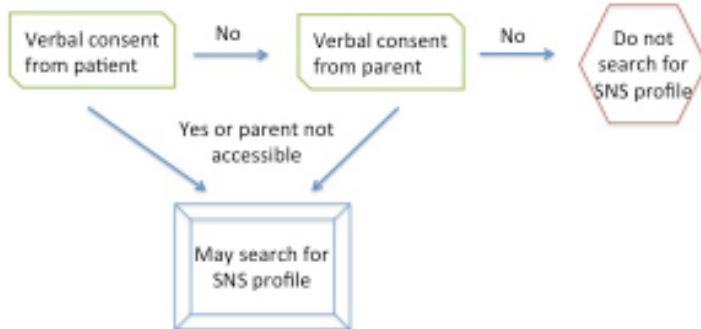 Verbal consent
from patient
No
Verbal consent
from parent
No
Do not
search for
SNS profile
Yes or parent not
accessible
May search for
SNS profile